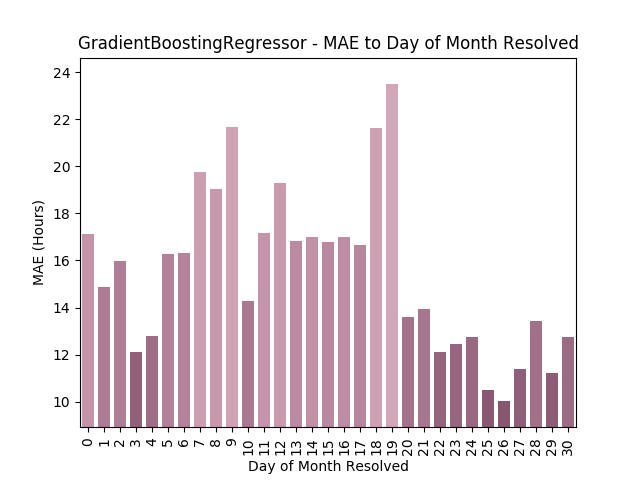 GradientBoostingRegressor - MAE to Day of Month Resolved
24
22
20
18
16
14
12
10
MAE (Hours)
0 1 2 3 4 5 6 7 8 9 10 11 12 13 14 15 16 17 18 19 20 21 22 23 24 25 26 27 28 29 30
Day of Month Resolved